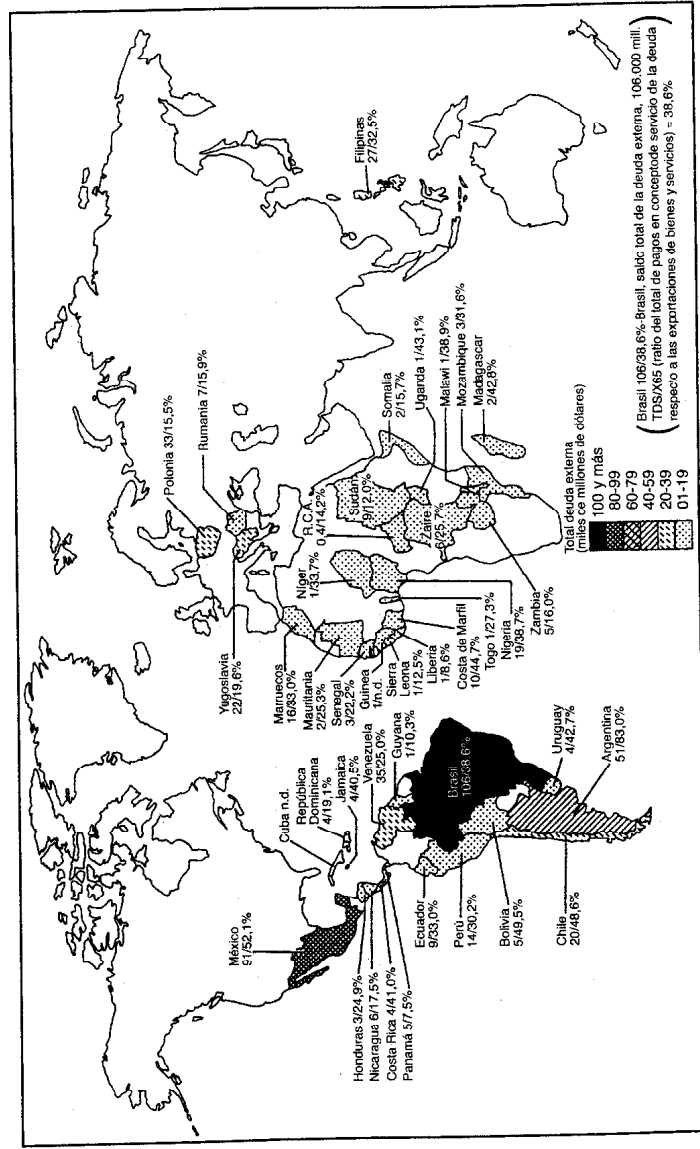 México
91/52,1%
Cuba n.d.
República
Dominicana
4/19,1%
Jamaica
4/40,5%
Venezuela
35'25,0%
Guyana
1/10,3%
Honduras 3/24,9%
Nicaragua 6/17,5%
Costa Rica 4/41,0%
Panamá 5/7,5%
Ecuador
9/33,0%
Perú
14/30,2%
Bolivia
5/49,5%
Chile
20/48,6%
Brasil
106/38,6%
Uruguay
4/42,7%
Argentina
51/83,0%
Polonia 33/15,5%
Rumania 7/15,9%
Yugoslavia
22/19,6%
Marruecos
16/33,0%
Mauritania
2/25,3%
Senegal
3/22,2%
Guinea
1/n.d.
Sierra
Leona
1/12,5%
Liberia
1/8,6%
Costa de Marfil
10/44,7%
Togo 1/27,3%
Nigeria
19/38,7%
Zambia
5/16,0%
Níger
1/33,7%
R.C.A.
0,4/14,2%
Sudán
9/12,0%
Zaire
6/25,7%
Somalia
2/15,7%
Ugarda 1/43,1%
Malawi 1/38,9%
Mozambique 3/31,6%
Madagascar
2/42,8%
Filipinas
27/32,5%
Total deuda externa
(miles ce millones de dólares)
100 y más
80-99
60-79
40-59
20-39
01-19
(Brasil 106/38,6%-Brasil, saldo total de la deuda externa, 106.000 mill.
TDS/X65 (ratio del total de pagos en conceptode servicio de la deuda
respecto a las exportaciones de bienes y servicios) = 38,6%)